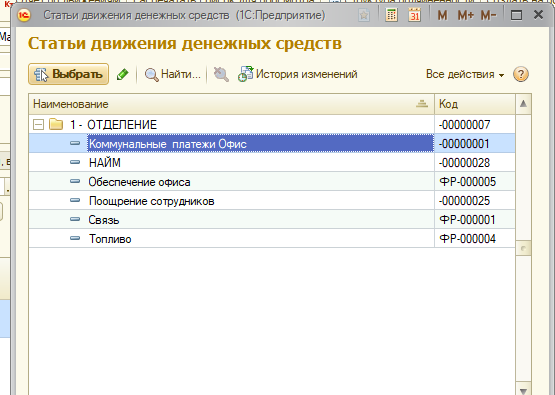 Статьи движения денежных средств (1С:Предприятие)
M M+ M-
Статьи движения денежных средств
Выбрать Найти... История изменений Все действия
Наименование Код
1 - ОТДЕЛЕНИЕ -00000007
Коммунальные платежи Офис -00000001
НАЙМ -00000028
Обеспечение офиса ФР-000005
Поощрение сотрудников -00000025
Связь ФР-000001
Топливо ФР-000004